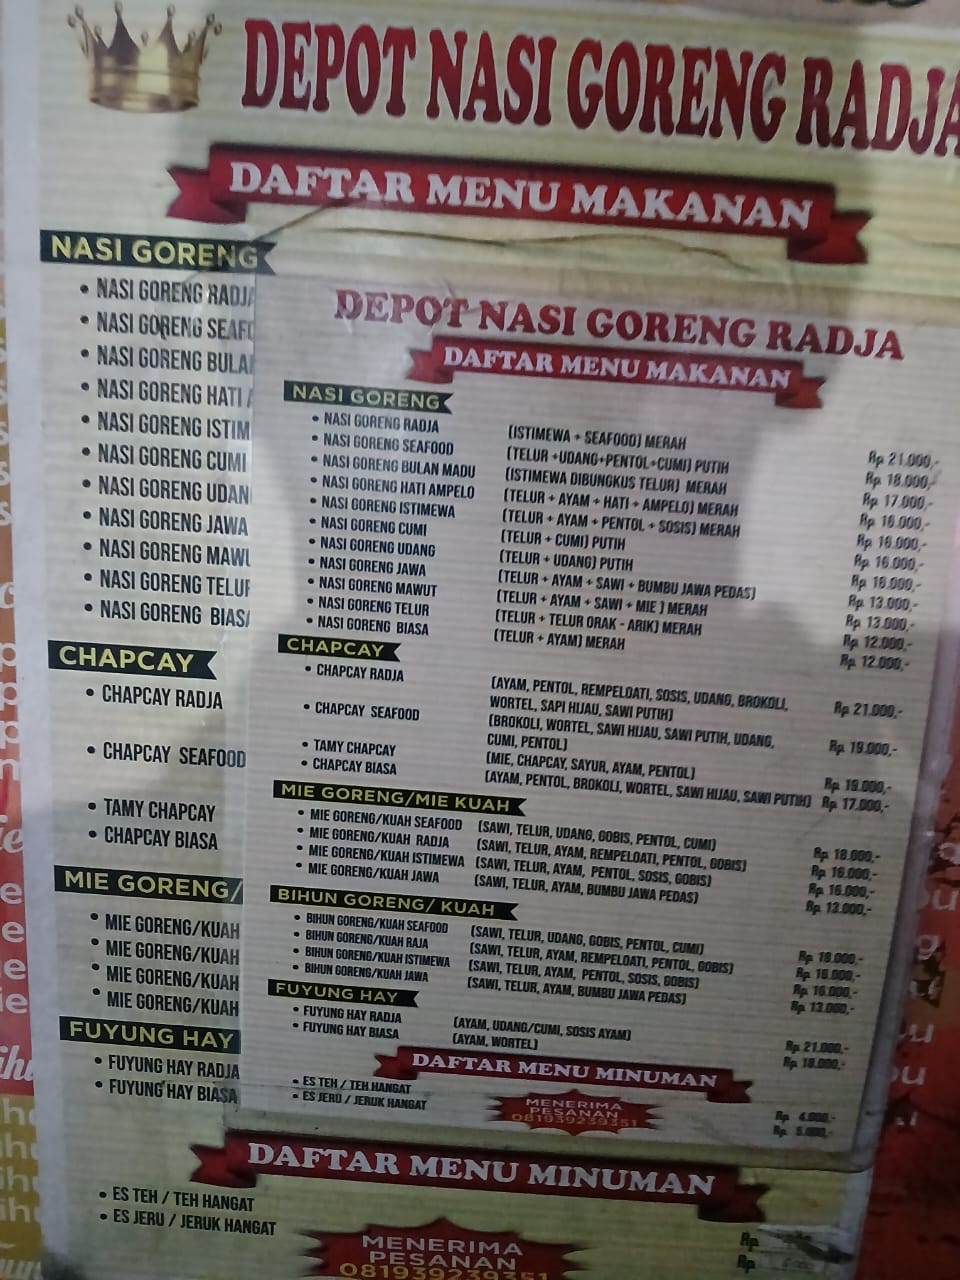 DEPOT NASI GORENG RADJA
DAFTAR MENU MAKANAN
NASI GORENG
• NASI GORENG RADJA
• NASI GORENG
• NASI GORENG
• NASI GORENG HATI
• NASI GORENG
• NASI GORENG CUMI
• NASI GORENG
• NASI GORENG JAWA
• NASI GORENG
• NASI GORENG
• NASI GORENG
CHAPCAY
• CHAPCAY RADJA
• CHAPCAY SEAFOOD
• TAMY CHAPCAY
• CHAPCAY BIASA
MIE GORENG/
• MIE GORENG/KUAH
• MIE GORENG/KUAH
• MIE GORENG/KUAH
• MIE GORENG/KUAH
FUYUNG HAY
• FUYUNG HAY RADJA
• FUYUNG HAY BIASA
DEPOT NASI GORENG RADJA
DAFTAR MENU MAKANAN
NASI GORENG
• NASI GORENG RADJA (ISTIMEWA + SEAFOOD) MERAH Rp 21.000,-
• NASI GORENG SEAFOOD (TELUR +UDANG+PENTOL+CUMI) PUTIH Rp 18.000,-
• NASI GORENG BULAN MADU (ISTIMEWA DIBUNGKUS TELUR) MERAH Rp 17.000,-
• NASI GORENG HATI AMPELO (TELUR + AYAM + HATI + AMPELO) MERAH Rp 16.000,-
• NASI GORENG ISTIMEWA (TELUR + AYAM + PENTOL + SOSIS) MERAH Rp 16.000,-
• NASI GORENG CUMI (TELUR + CUMI) PUTIH Rp 16.000,-
• NASI GORENG UDANG (TELUR + UDANG) PUTIH Rp 16.000,-
• NASI GORENG JAWA (TELUR + AYAM + SAWI + BUMBU JAWA PEDAS) Rp 13.000,-
• NASI GORENG MAWUT (TELUR + AYAM + SAWI + MIE ) MERAH Rp 13.000,-
• NASI GORENG TELUR (TELUR + TELUR ORAK - ARIK) MERAH Rp 12.000,-
• NASI GORENG BIASA (TELUR + AYAM) MERAH Rp 12.000,-
CHAPCAY
• CHAPCAY RADJA (AYAM, PENTOL, REMPELOATI, SOSIS, UDANG, BROKOLI,
WORTEL, SAPI HIJAU, SAWI PUTIH) Rp 21.000,-
• CHAPCAY SEAFOOD (BROKOLI, WORTEL, SAWI HIJAU, SAWI PUTIH, UDANG,
CUMI, PENTOL) Rp 19.000,-
• TAMY CHAPCAY (MIE, CHAPCAY, SAYUR, AYAM, PENTOL) Rp 19.000,-
• CHAPCAY BIASA (AYAM, PENTOL, BROKOLI, WORTEL, SAWI HIJAU, SAWI PUTIH) Rp 17.000,-
MIE GORENG/MIE KUAH
• MIE GORENG/KUAH SEAFOOD (SAWI, TELUR, UDANG, GOBIS, PENTOL, CUMI) Rp 18.000,-
• MIE GORENG/KUAH RADJA (SAWI, TELUR, AYAM, REMPELOATI, PENTOL, GOBIS) Rp 16.000,-
• MIE GORENG/KUAH ISTIMEWA (SAWI, TELUR, AYAM, PENTOL, SOSIS, GOBIS) Rp 16.000,-
• MIE GORENG/KUAH JAWA (SAWI, TELUR, AYAM, BUMBU JAWA PEDAS) Rp 13.000,-
BIHUN GORENG/ KUAH
• BIHUN GORENG/KUAH SEAFOOD (SAWI, TELUR, UDANG, GOBIS, PENTOL, CUMI) Rp 18.000,-
• BIHUN GORENG/KUAH RAJA (SAWI, TELUR, AYAM, REMPELOATI, PENTOL, GOBIS) Rp 16.000,-
• BIHUN GORENG/KUAH ISTIMEWA (SAWI, TELUR, AYAM, PENTOL, SOSIS, GOBIS) Rp 16.000,-
• BIHUN GORENG/KUAH JAWA (SAWI, TELUR, AYAM, BUMBU JAWA PEDAS) Rp 13.000,-
FUYUNG HAY
• FUYUNG HAY RADJA (AYAM, UDANG/CUMI, SOSIS AYAM) Rp 21.000,-
• FUYUNG HAY BIASA (AYAM, WORTEL) Rp 18.000,-
DAFTAR MENU MINUMAN
• ES TEH / TEH HANGAT Rp 4.000,-
• ES JERU / JERUK HANGAT Rp 5.000,-
MENERIMA
PESANAN
081939239351
DAFTAR MENU MINUMAN
• ES TEH / TEH HANGAT Rp
• ES JERU / JERUK HANGAT Rp
MENERIMA
PESANAN
081939239351